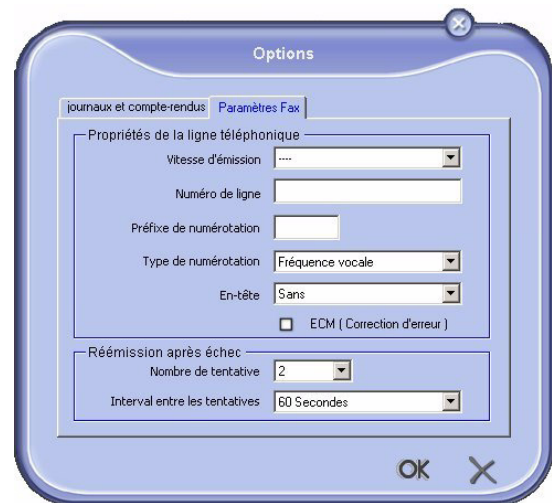 Options
journaux et compte-rendus Paramètres Fax
Propriétés de la ligne téléphonique
Vitesse d'émission ----
Numéro de ligne
Préfixe de numérotation
Type de numérotation Fréquence vocale
En-tête Sans
ECM ( Correction d'erreur )
Réémission après échec
Nombre de tentative 2
Interval entre les tentatives 60 Secondes
OK